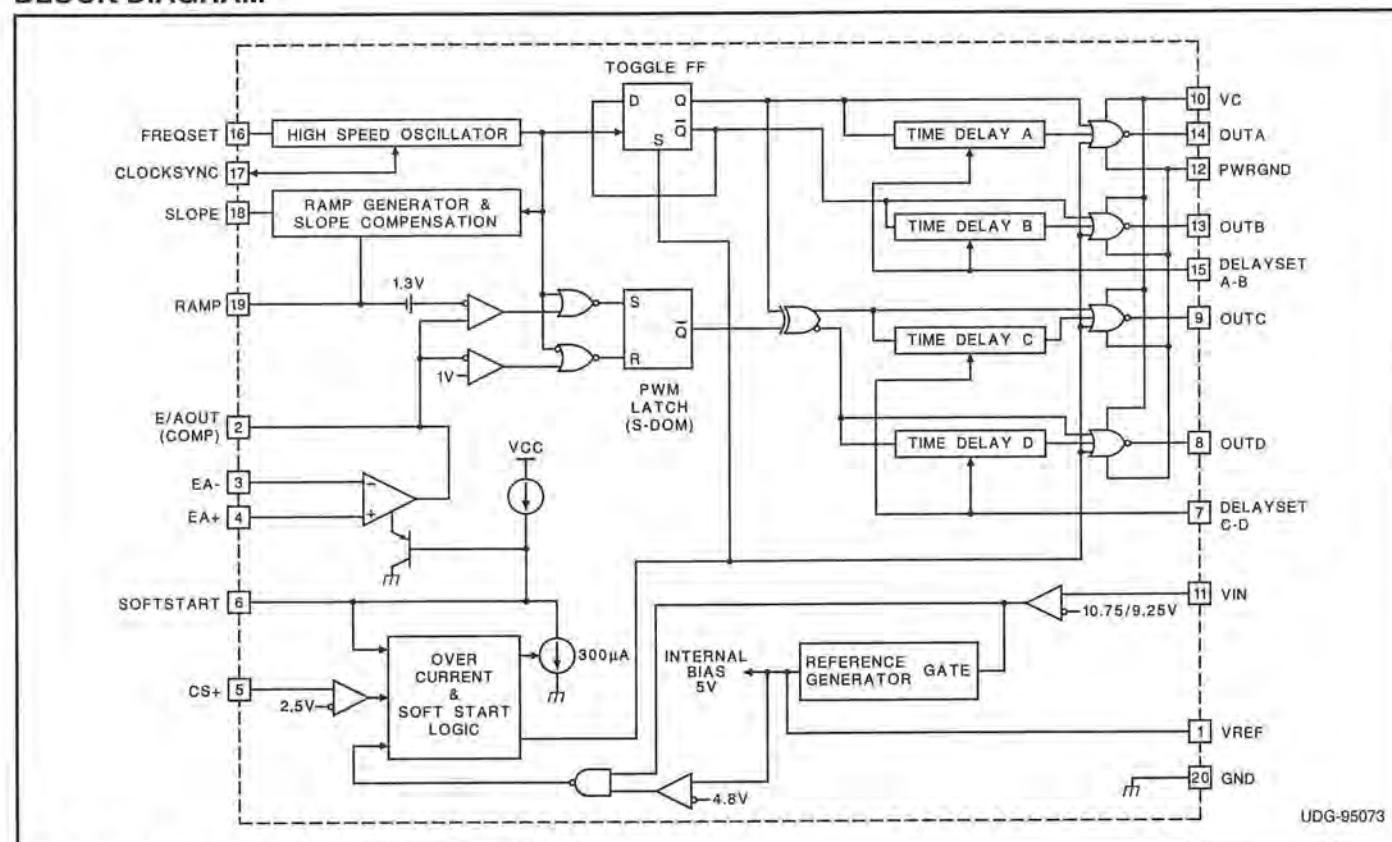 BLOCK DIAGRAM
TOGGLE FF
D
Q
Q
S
FREQSET
16
HIGH SPEED OSCILLATOR
CLOCKSYNC
17
SLOPE
18
RAMP GENERATOR &
SLOPE COMPENSATION
RAMP
19
1.3V
1V
S
R
Q
PWM
LATCH
(S-DOM)
E/AOUT
(COMP)
2
EA-
3
−
EA+
4
+
VCC
SOFTSTART
6
OVER
CURRENT
&
SOFT START
LOGIC
300µA
CS+
5
2.5V
TIME DELAY A
TIME DELAY B
TIME DELAY C
TIME DELAY D
10
VC
14
OUTA
12
PWRGND
13
OUTB
15
DELAYSET
A-B
9
OUTC
8
OUTD
7
DELAYSET
C-D
11
VIN
10.75/9.25V
INTERNAL
BIAS
5V
REFERENCE
GENERATOR
GATE
1
VREF
20
GND
4.8V
UDG-95073